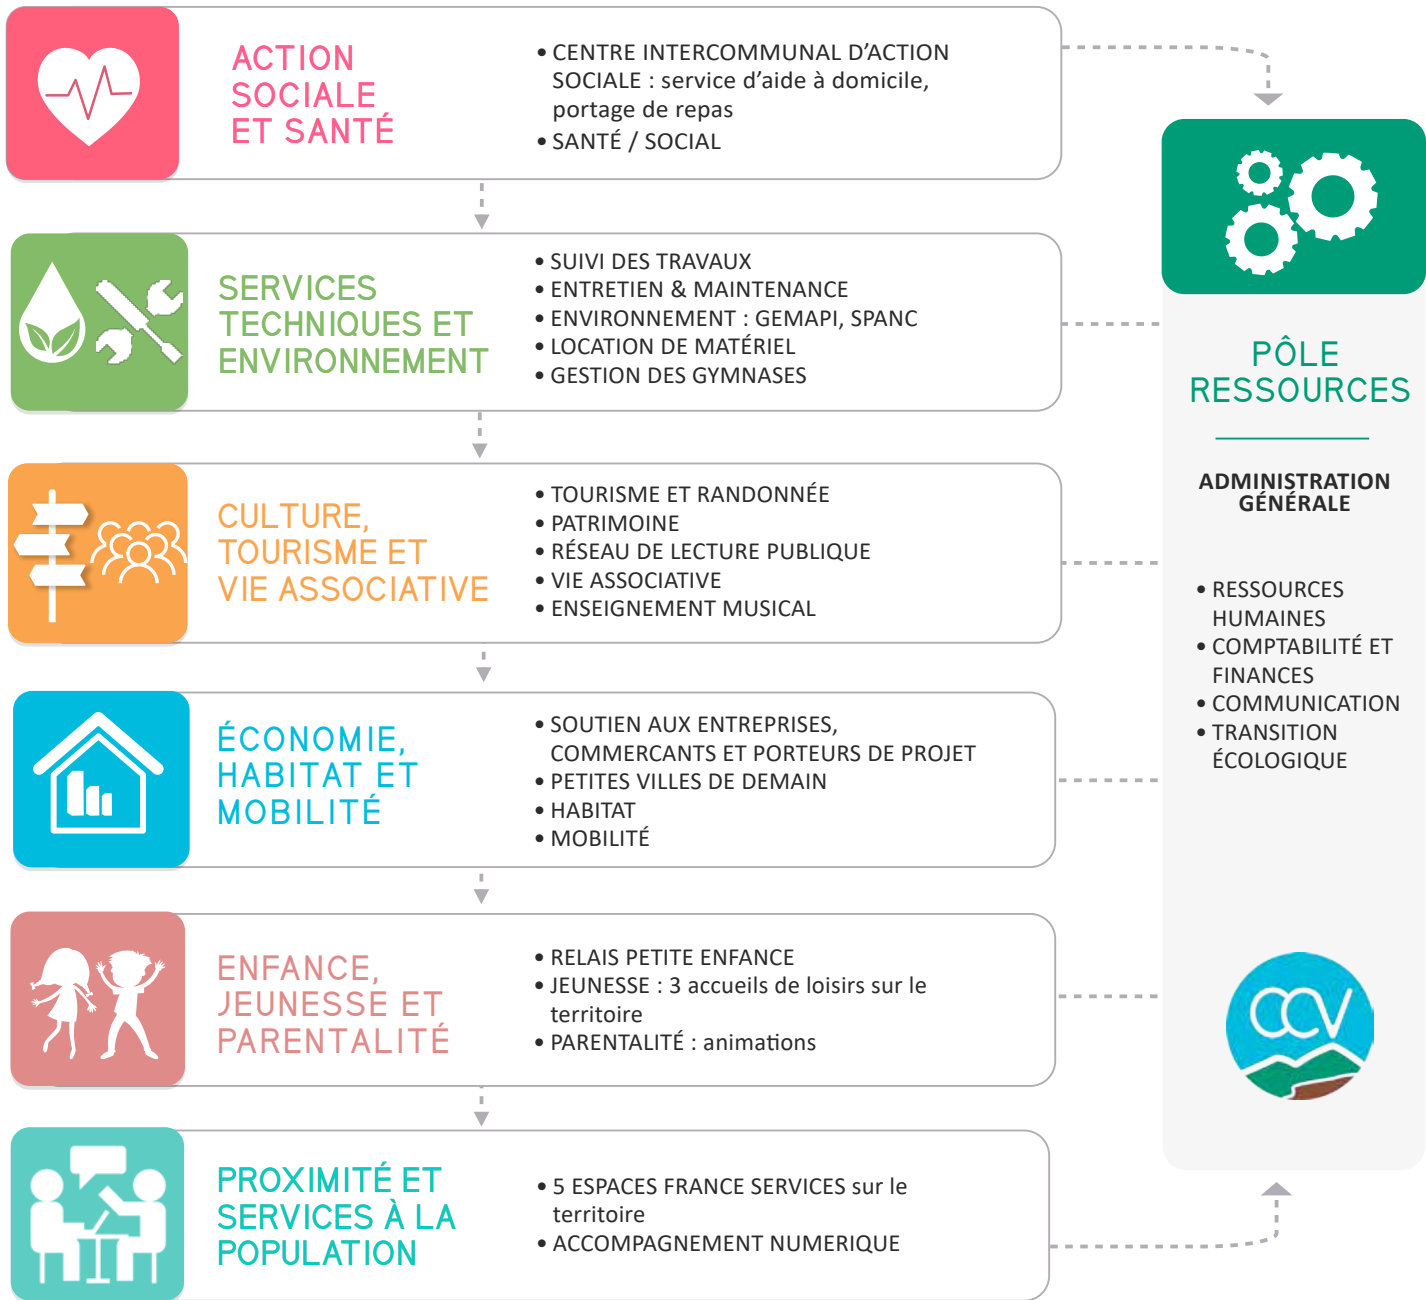 ACTION
SOCIALE
ET SANTÉ
• CENTRE INTERCOMMUNAL D’ACTION
SOCIALE : service d’aide à domicile,
portage de repas
• SANTÉ / SOCIAL
SERVICES
TECHNIQUES ET
ENVIRONNEMENT
• SUIVI DES TRAVAUX
• ENTRETIEN & MAINTENANCE
• ENVIRONNEMENT : GEMAPI, SPANC
• LOCATION DE MATÉRIEL
• GESTION DES GYMNASES
CULTURE,
TOURISME ET
VIE ASSOCIATIVE
• TOURISME ET RANDONNÉE
• PATRIMOINE
• RÉSEAU DE LECTURE PUBLIQUE
• VIE ASSOCIATIVE
• ENSEIGNEMENT MUSICAL
ÉCONOMIE,
HABITAT ET
MOBILITÉ
• SOUTIEN AUX ENTREPRISES,
COMMERCANTS ET PORTEURS DE PROJET
• PETITES VILLES DE DEMAIN
• HABITAT
• MOBILITÉ
ENFANCE,
JEUNESSE ET
PARENTALITÉ
• RELAIS PETITE ENFANCE
• JEUNESSE : 3 accueils de loisirs sur le
territoire
• PARENTALITÉ : animations
PROXIMITÉ ET
SERVICES À LA
POPULATION
• 5 ESPACES FRANCE SERVICES sur le
territoire
• ACCOMPAGNEMENT NUMERIQUE
PÔLE
RESSOURCES
ADMINISTRATION
GÉNÉRALE
• RESSOURCES
HUMAINES
• COMPTABILITÉ ET
FINANCES
• COMMUNICATION
• TRANSITION
ÉCOLOGIQUE
CCV